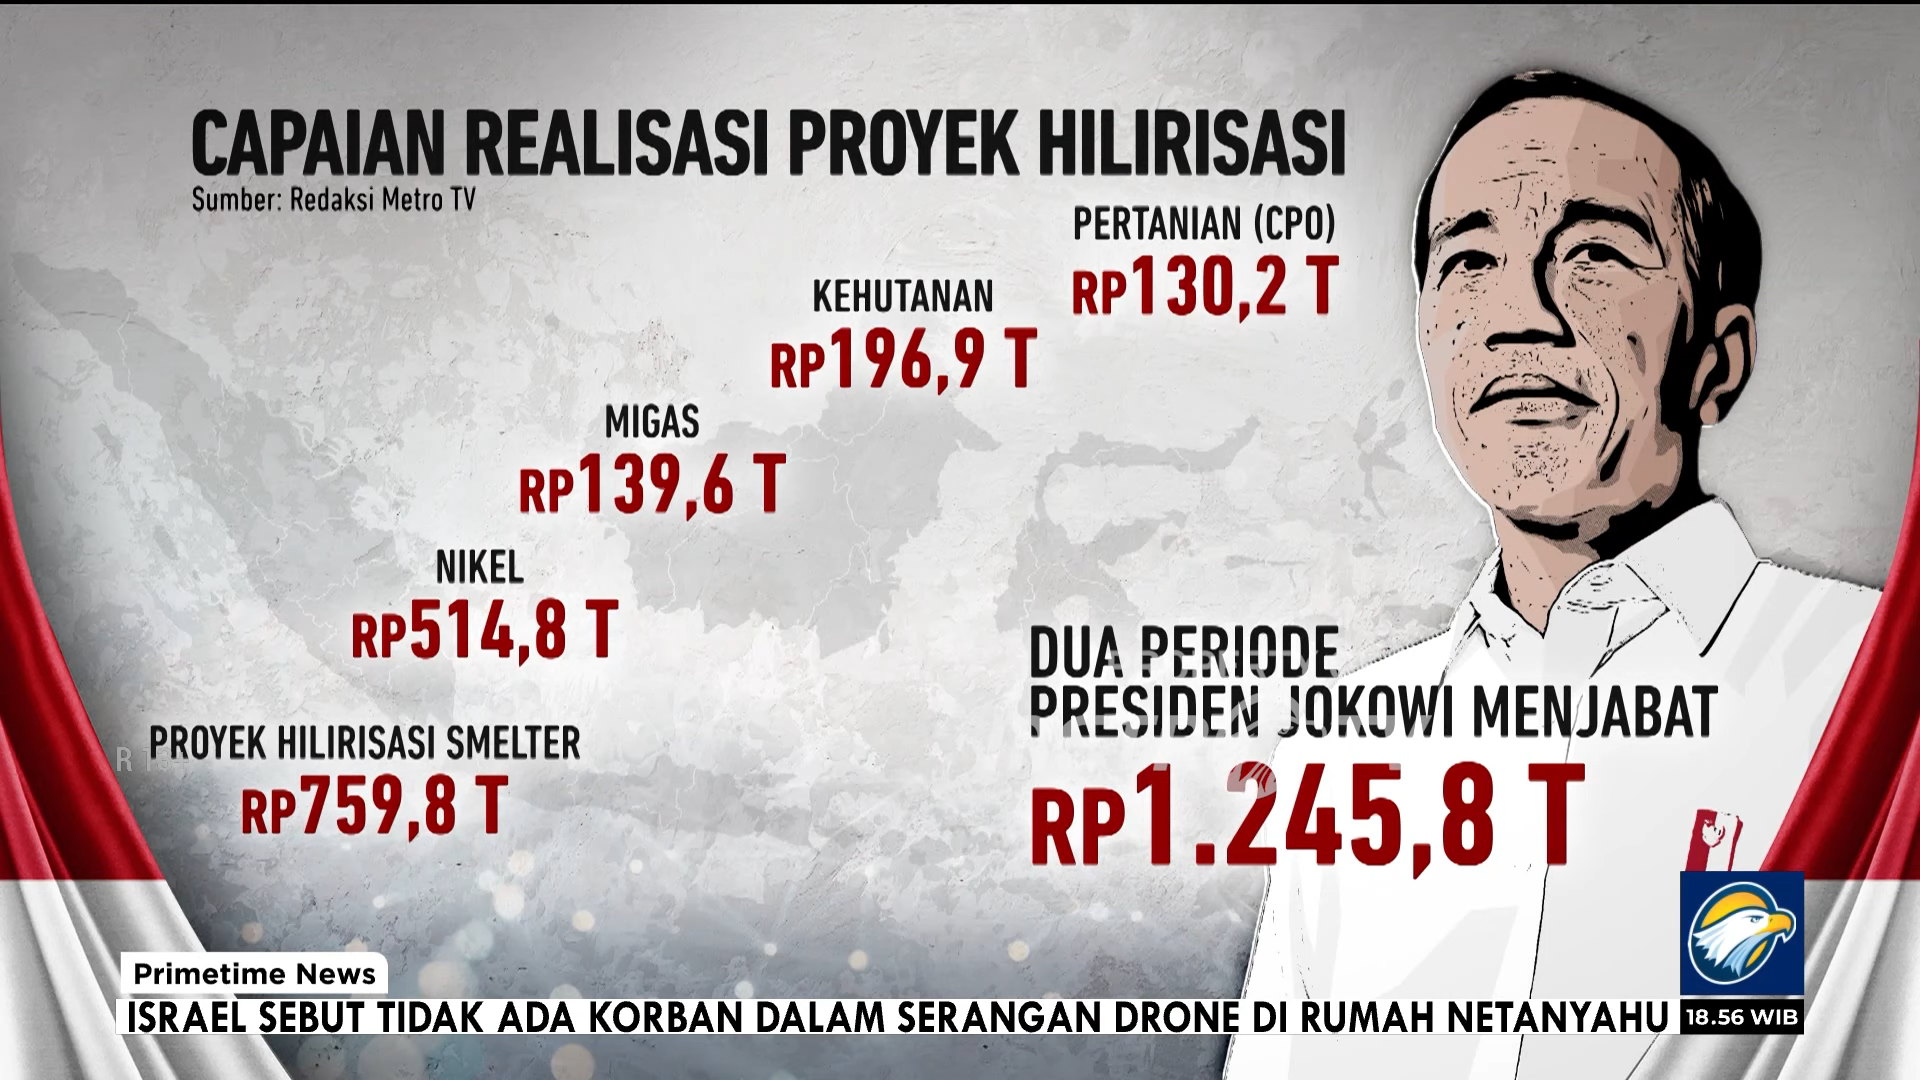 CAPAIAN REALISASI PROYEK HILIRISASI
Sumber: Redaksi Metro TV
PERTANIAN (CPO)
RP130,2 T
KEHUTANAN
RP196,9 T
MIGAS
RP139,6 T
NIKEL
RP514,8 T
PROYEK HILIRISASI SMELTER
RP759,8 T
DUA PERIODE
PRESIDEN JOKOWI MENJABAT
RP1.245,8 T
Primetime News
ISRAEL SEBUT TIDAK ADA KORBAN DALAM SERANGAN DRONE DI RUMAH NETANYAHU
18.56 WIB